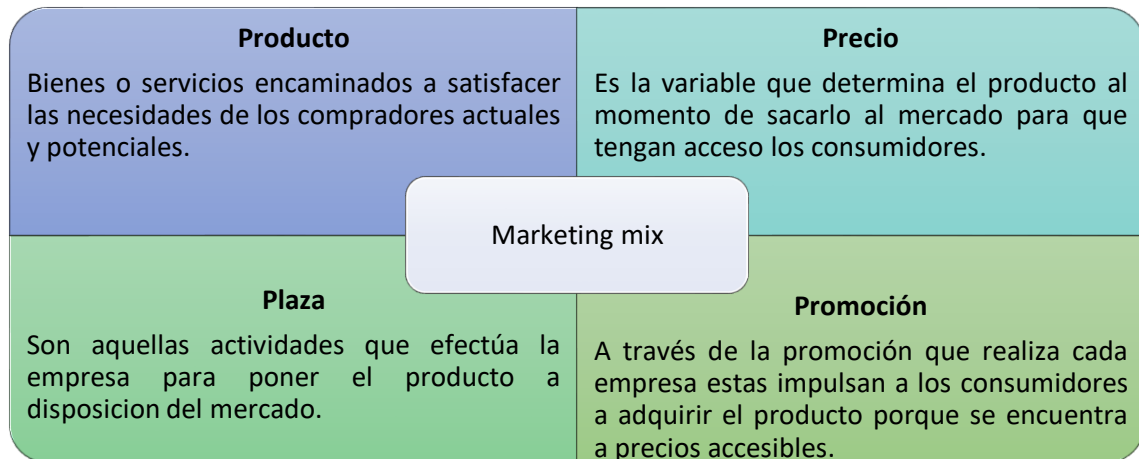 Producto
Bienes o servicios encaminados a satisfacer
las necesidades de los compradores actuales
y potenciales.
Precio
Es la variable que determina el producto al
momento de sacarlo al mercado para que
tengan acceso los consumidores.
Marketing mix
Plaza
Son aquellas actividades que efectúa la
empresa para poner el producto a
disposicion del mercado.
Promoción
A través de la promoción que realiza cada
empresa estas impulsan a los consumidores
a adquirir el producto porque se encuentra
a precios accesibles.